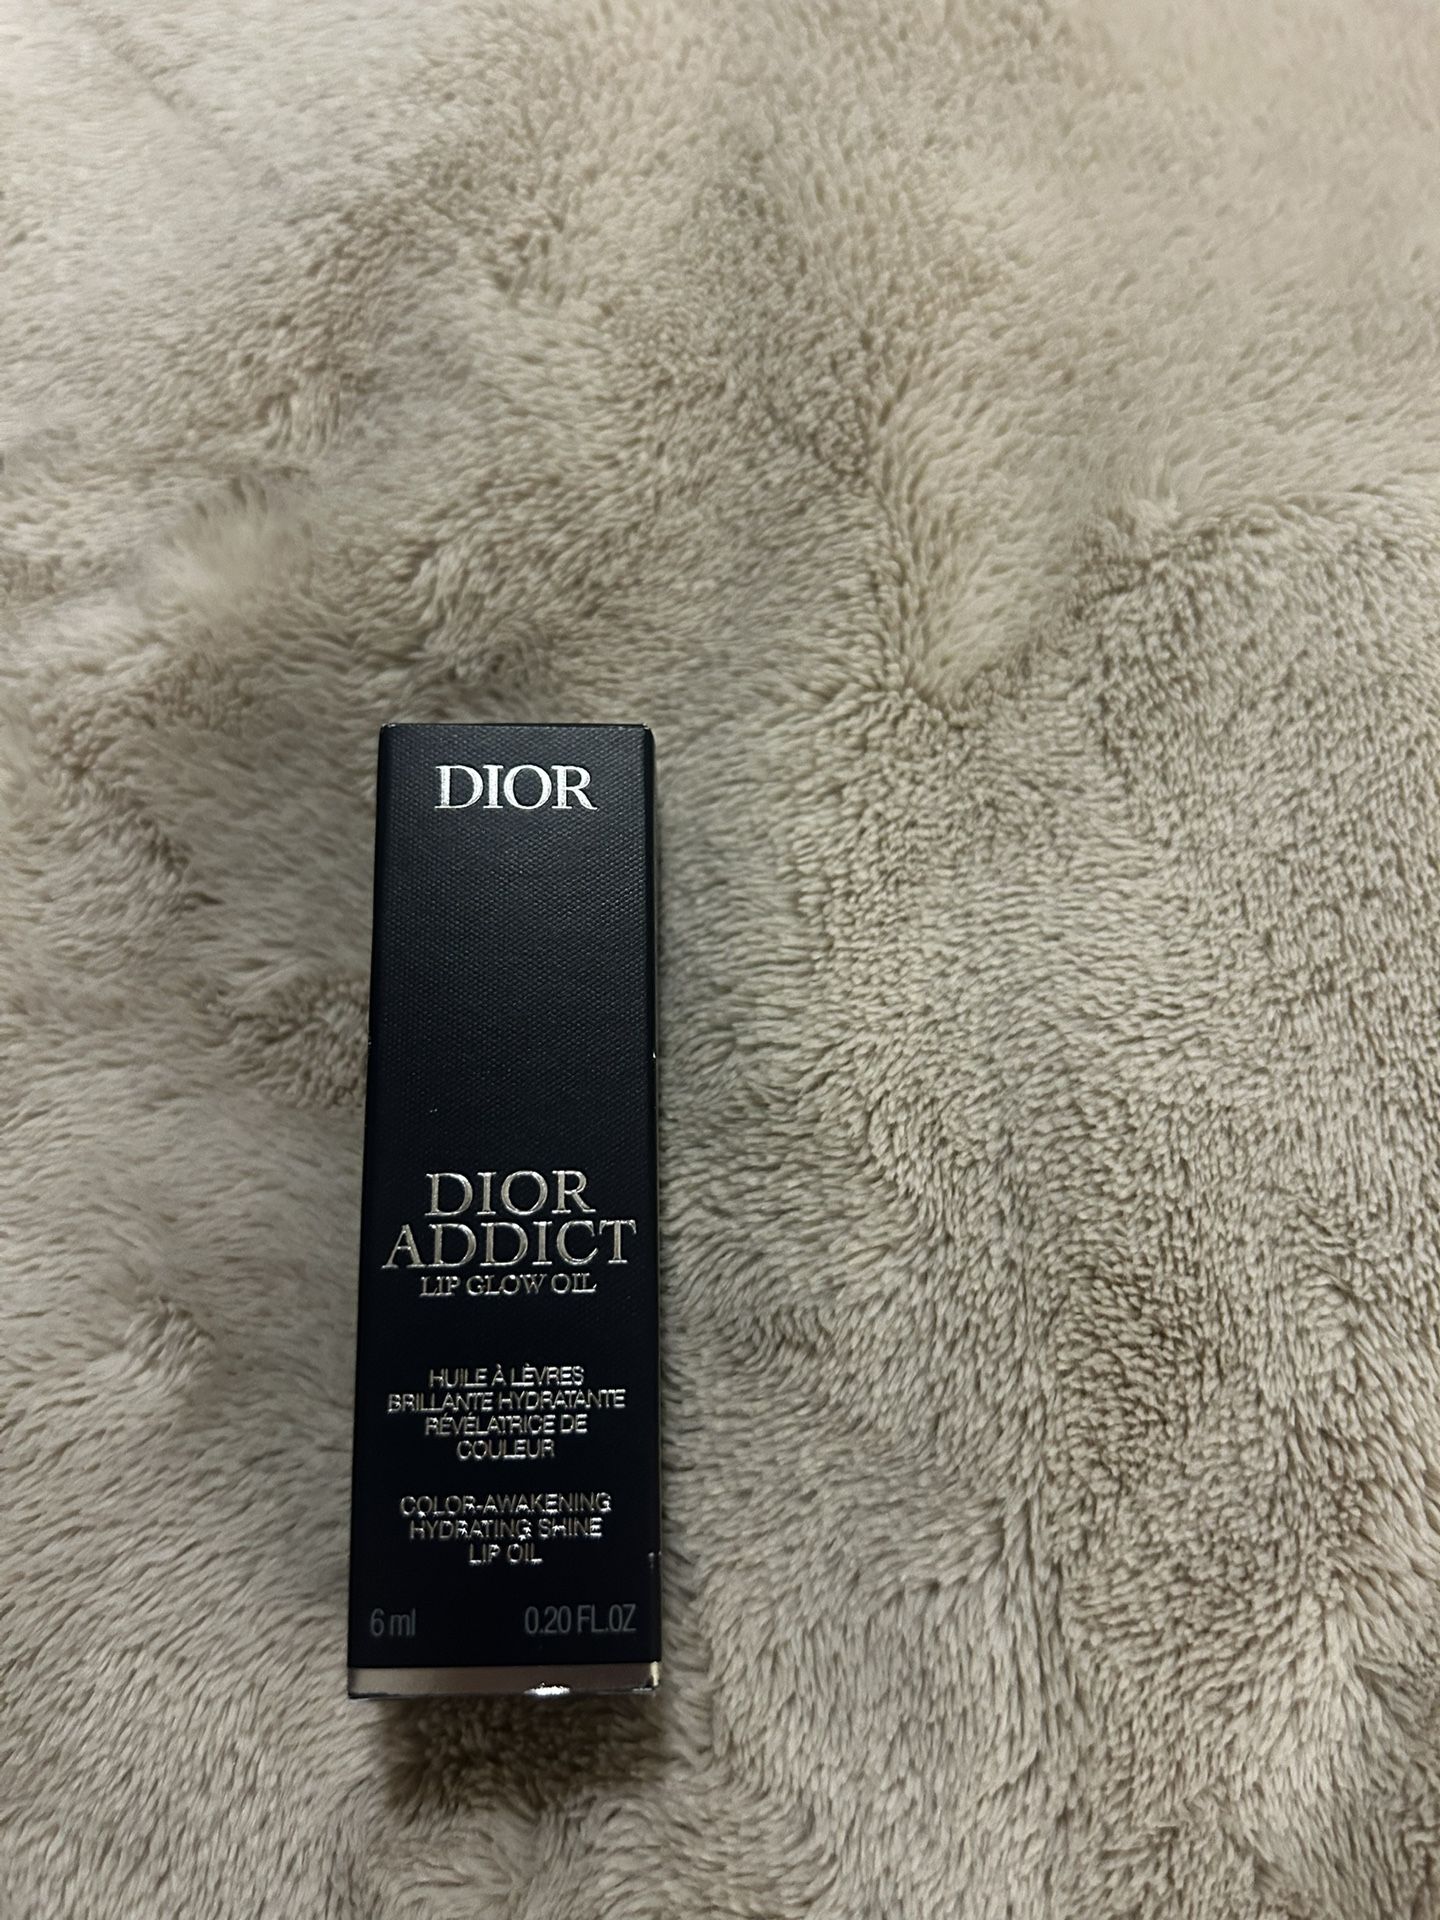 DIOR
DIOR
ADDICT
LIP GLOW OIL
HUILE À LÈVRES
BRILLANTE HYDRATANTE
RÉVÉLATRICE DE
COULEUR
COLOR-AWAKENING
HYDRATING SHINE
LIP OIL
6 ml 0.20 FL.OZ